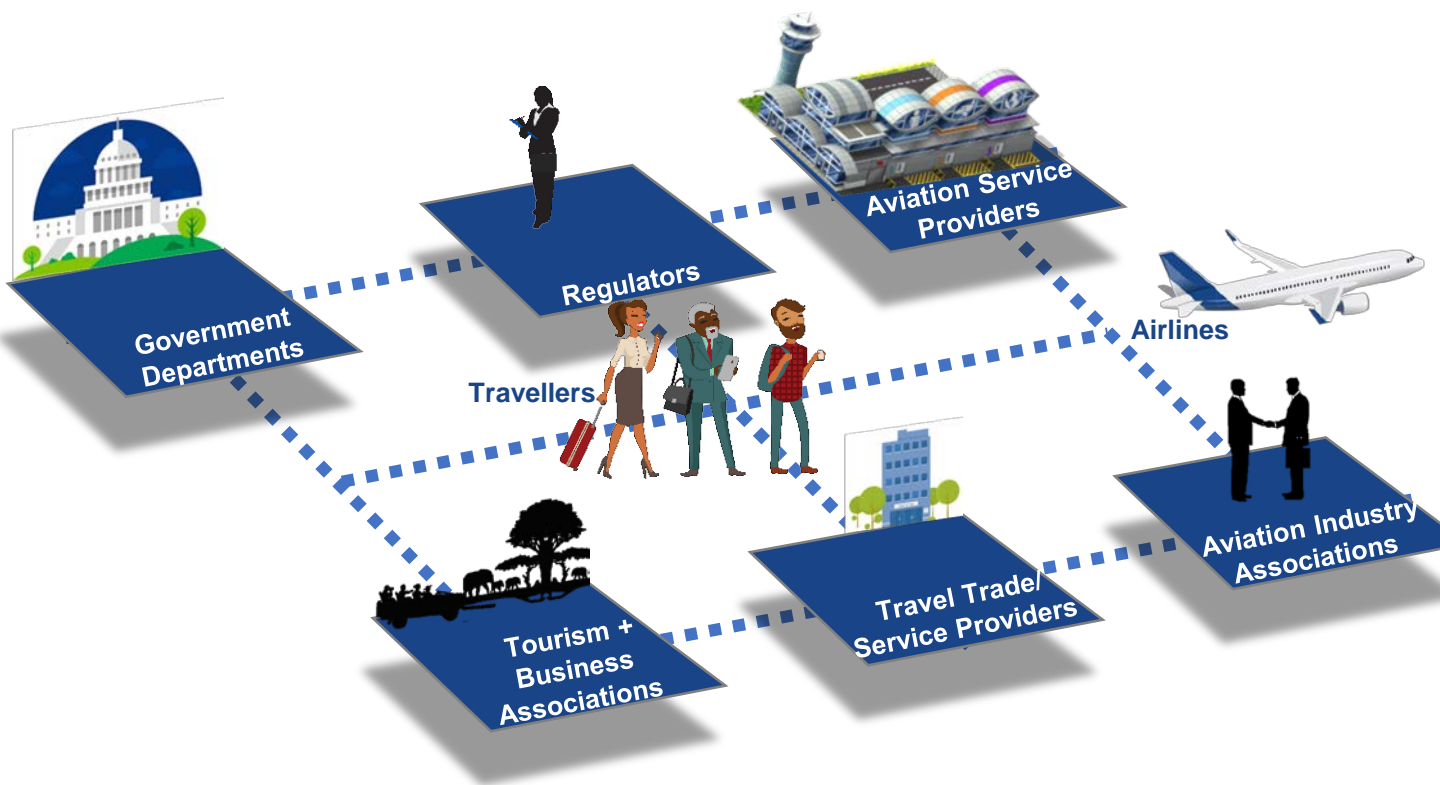 Aviation Service
Providers
Regulators
Government
Departments
Airlines
Travellers
Aviation Industry
Associations
Travel Trade/
Service Providers
Tourism +
Business
Associations